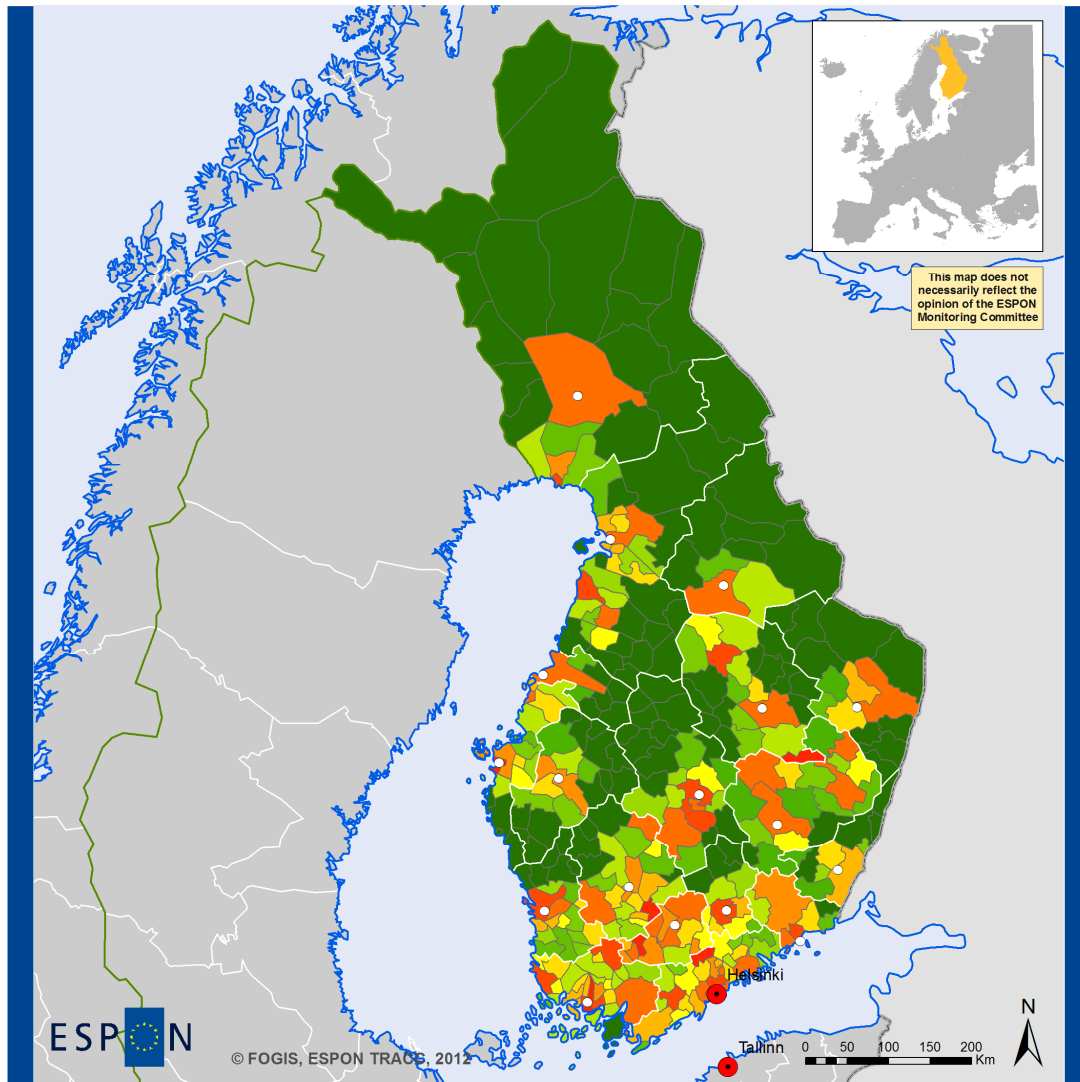 This map does not
necessarily reflect the
opinion of the ESPON
Monitoring Committee
Helsinki
N
ESPON
© FOGIS, ESPON TRACC, 2012
Tallinn
0 50 100 150 200
Km